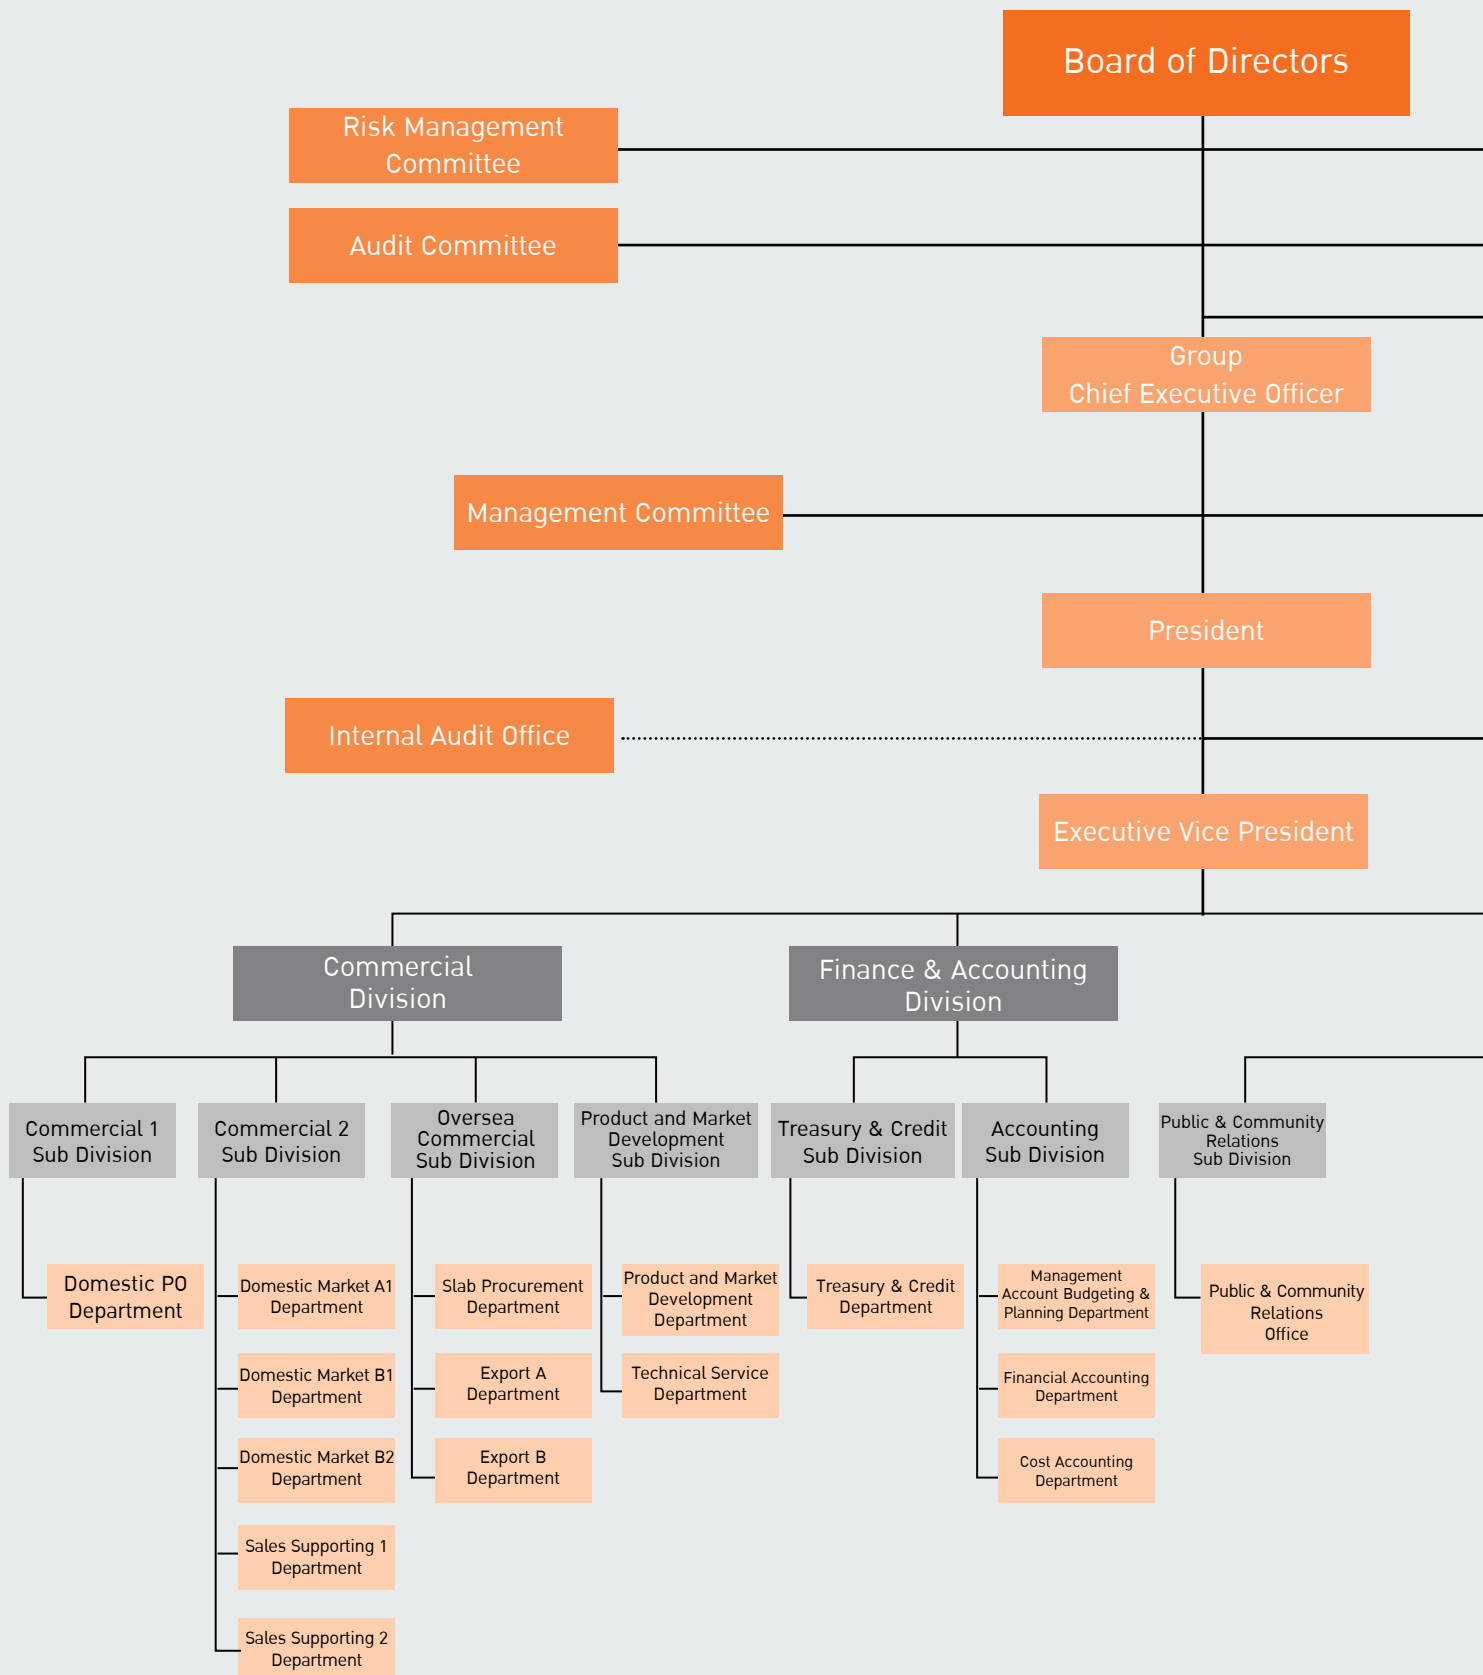 Board of Directors
Risk Management
Committee
Audit Committee
Group
Chief Executive Officer
Management Committee
President
Internal Audit Office
Executive Vice President
Commercial
Division
Finance & Accounting
Division
Commercial 1
Sub Division
Commercial 2
Sub Division
Oversea
Commercial
Sub Division
Product and Market
Development
Sub Division
Treasury & Credit
Sub Division
Accounting
Sub Division
Public & Community
Relations
Sub Division
Domestic PO
Department
Domestic Market A1
Department
Domestic Market B1
Department
Domestic Market B2
Department
Sales Supporting 1
Department
Sales Supporting 2
Department
Slab Procurement
Department
Export A
Department
Export B
Department
Product and Market
Development
Department
Technical Service
Department
Treasury & Credit
Department
Management
Account Budgeting &
Planning Department
Financial Accounting
Department
Cost Accounting
Department
Public & Community
Relations
Office